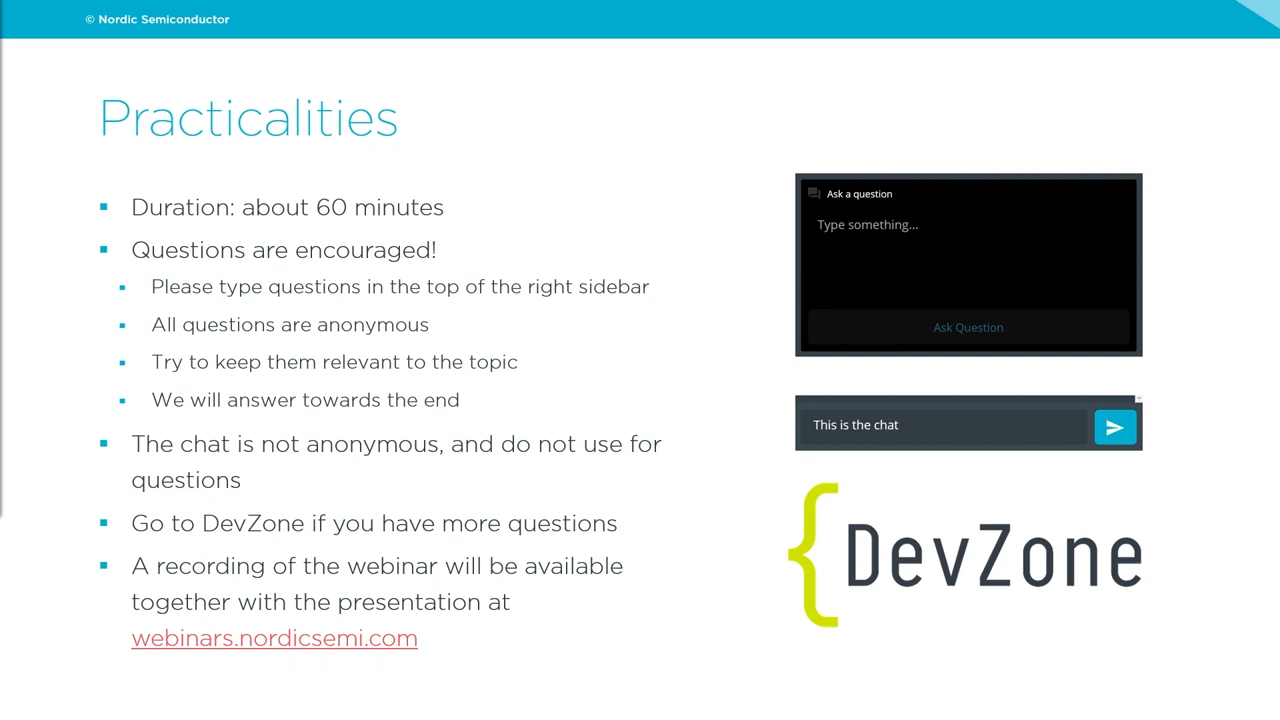 © Nordic Semiconductor
Practicalities
Duration: about 60 minutes
Questions are encouraged!
Please type questions in the top of the right sidebar
All questions are anonymous
Try to keep them relevant to the topic
We will answer towards the end
The chat is not anonymous, and do not use for
questions
Go to DevZone if you have more questions
A recording of the webinar will be available
together with the presentation at
webinars.nordicsemi.com
Ask a question
Type something...
Ask Question
This is the chat
{DevZone